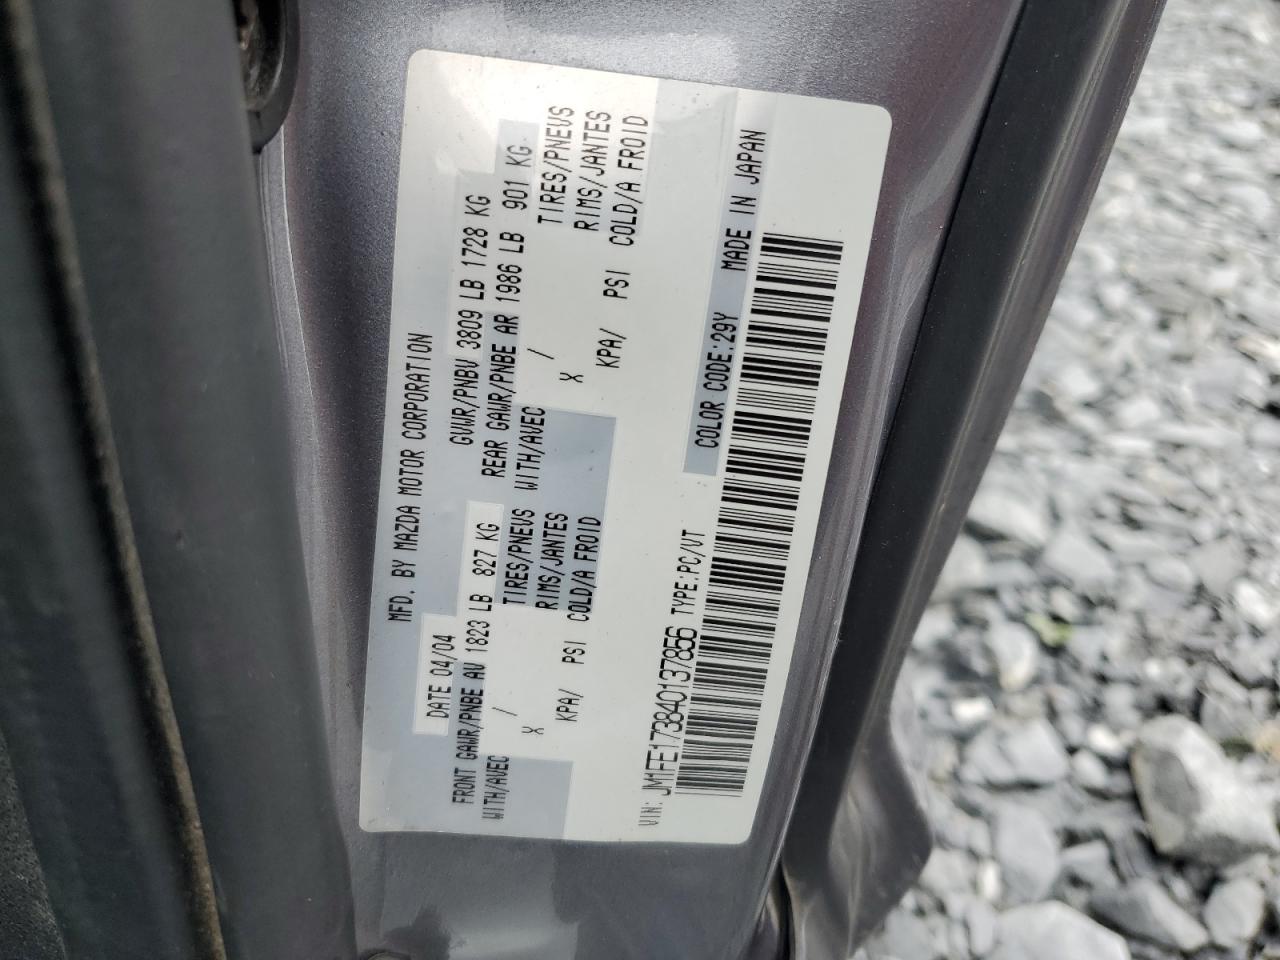 MFD. BY MAZDA MOTOR CORPORATION
DATE 04/04 GVWR/PNBV 3809 LB 1728 KG
FRONT GAWR/PNBE AV 1823 LB 827 KG REAR GAWR/PNBE AR 1986 LB 901 KG
WITH/AVEC / TIRES/PNEUS WITH/AVEC / TIRES/PNEUS
X RIMS/JANTES X RIMS/JANTES
KPA/ PSI COLD/A FROID KPA/ PSI COLD/A FROID
VIN: JM1FE173840137856 TYPE:PC/VT
COLOR CODE:29Y MADE IN JAPAN